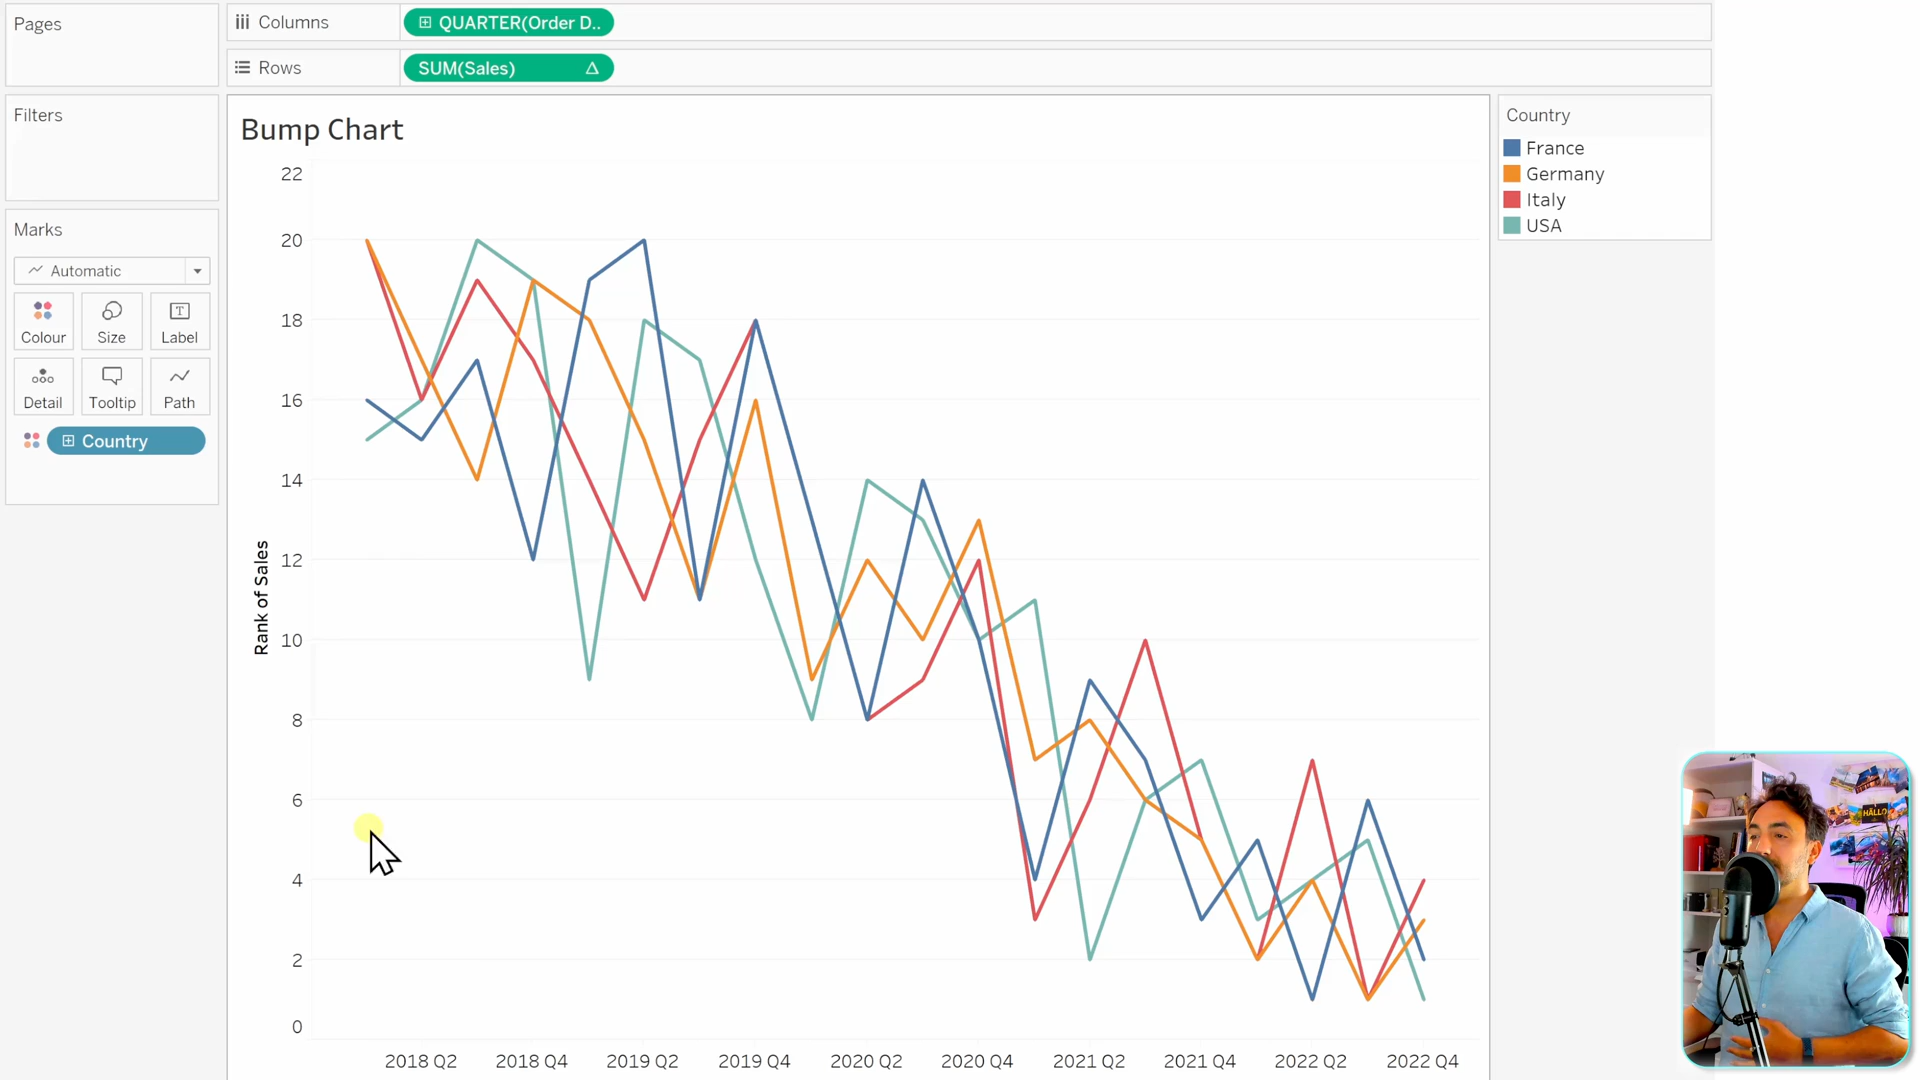 Pages
Columns
QUARTER(Order D..
Rows
SUM(Sales)
Filters
Marks
Automatic
Colour
Size
Label
Detail
Tooltip
Path
Country
Bump Chart
Rank of Sales
22
20
18
16
14
12
10
8
6
4
2
0
2018 Q2
2018 Q4
2019 Q2
2019 Q4
2020 Q2
2020 Q4
2021 Q2
2021 Q4
2022 Q2
2022 Q4
Country
France
Germany
Italy
USA
HALLO